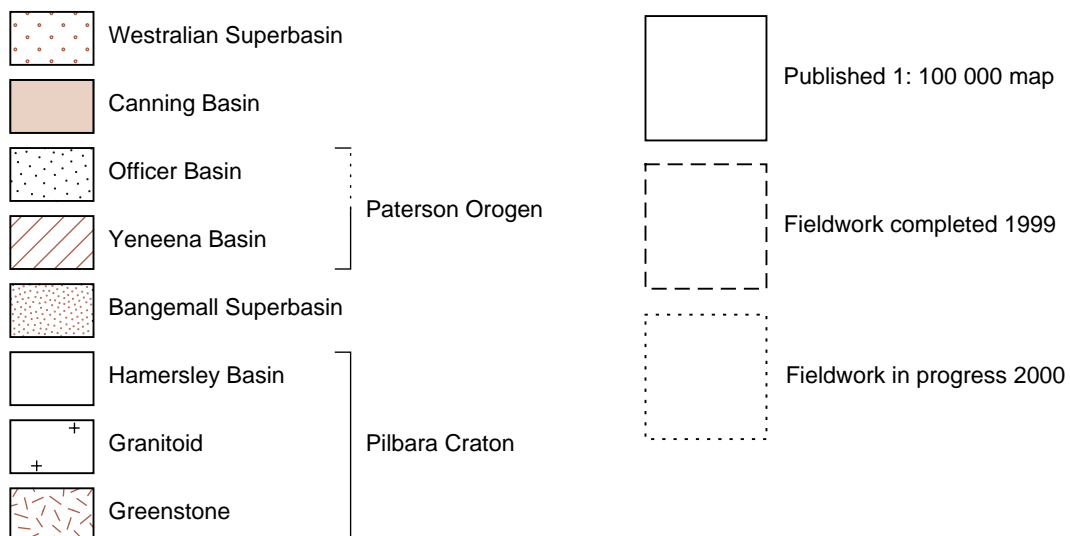 Westralian Superbasin
Canning Basin
Officer Basin
Yeneena Basin
Paterson Orogen
Bangemall Superbasin
Hamersley Basin
Granitoid
Greenstone
Pilbara Craton
Published 1: 100 000 map
Fieldwork completed 1999
Fieldwork in progress 2000